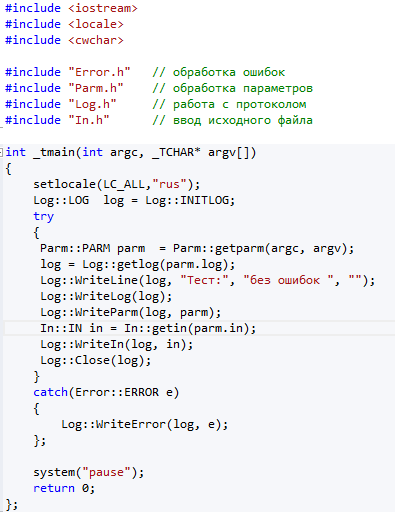 #include <iostream>
#include <locale>
#include <cwchar>
#include "Error.h"   // обработка ошибок
#include "Parm.h"    // обработка параметров
#include "Log.h"     // работа с протоколом
#include "In.h"      // ввод исходного файла
int _tmain(int argc, _TCHAR* argv[])
{
    setlocale(LC_ALL,"rus");
    Log::LOG  log = Log::INITLOG;
    try
    {
     Parm::PARM parm  = Parm::getparm(argc, argv);
     log = Log::getlog(parm.log);
     Log::WriteLine(log, "Тест:", "без ошибок ", "");
     Log::WriteLog(log);
     Log::WriteParm(log, parm);
     In::IN in = In::getin(parm.in);
     Log::WriteIn(log, in);
     Log::Close(log);
    }
    catch(Error::ERROR e)
    {
        Log::WriteError(log, e);
    };
    system("pause");
    return 0;
};